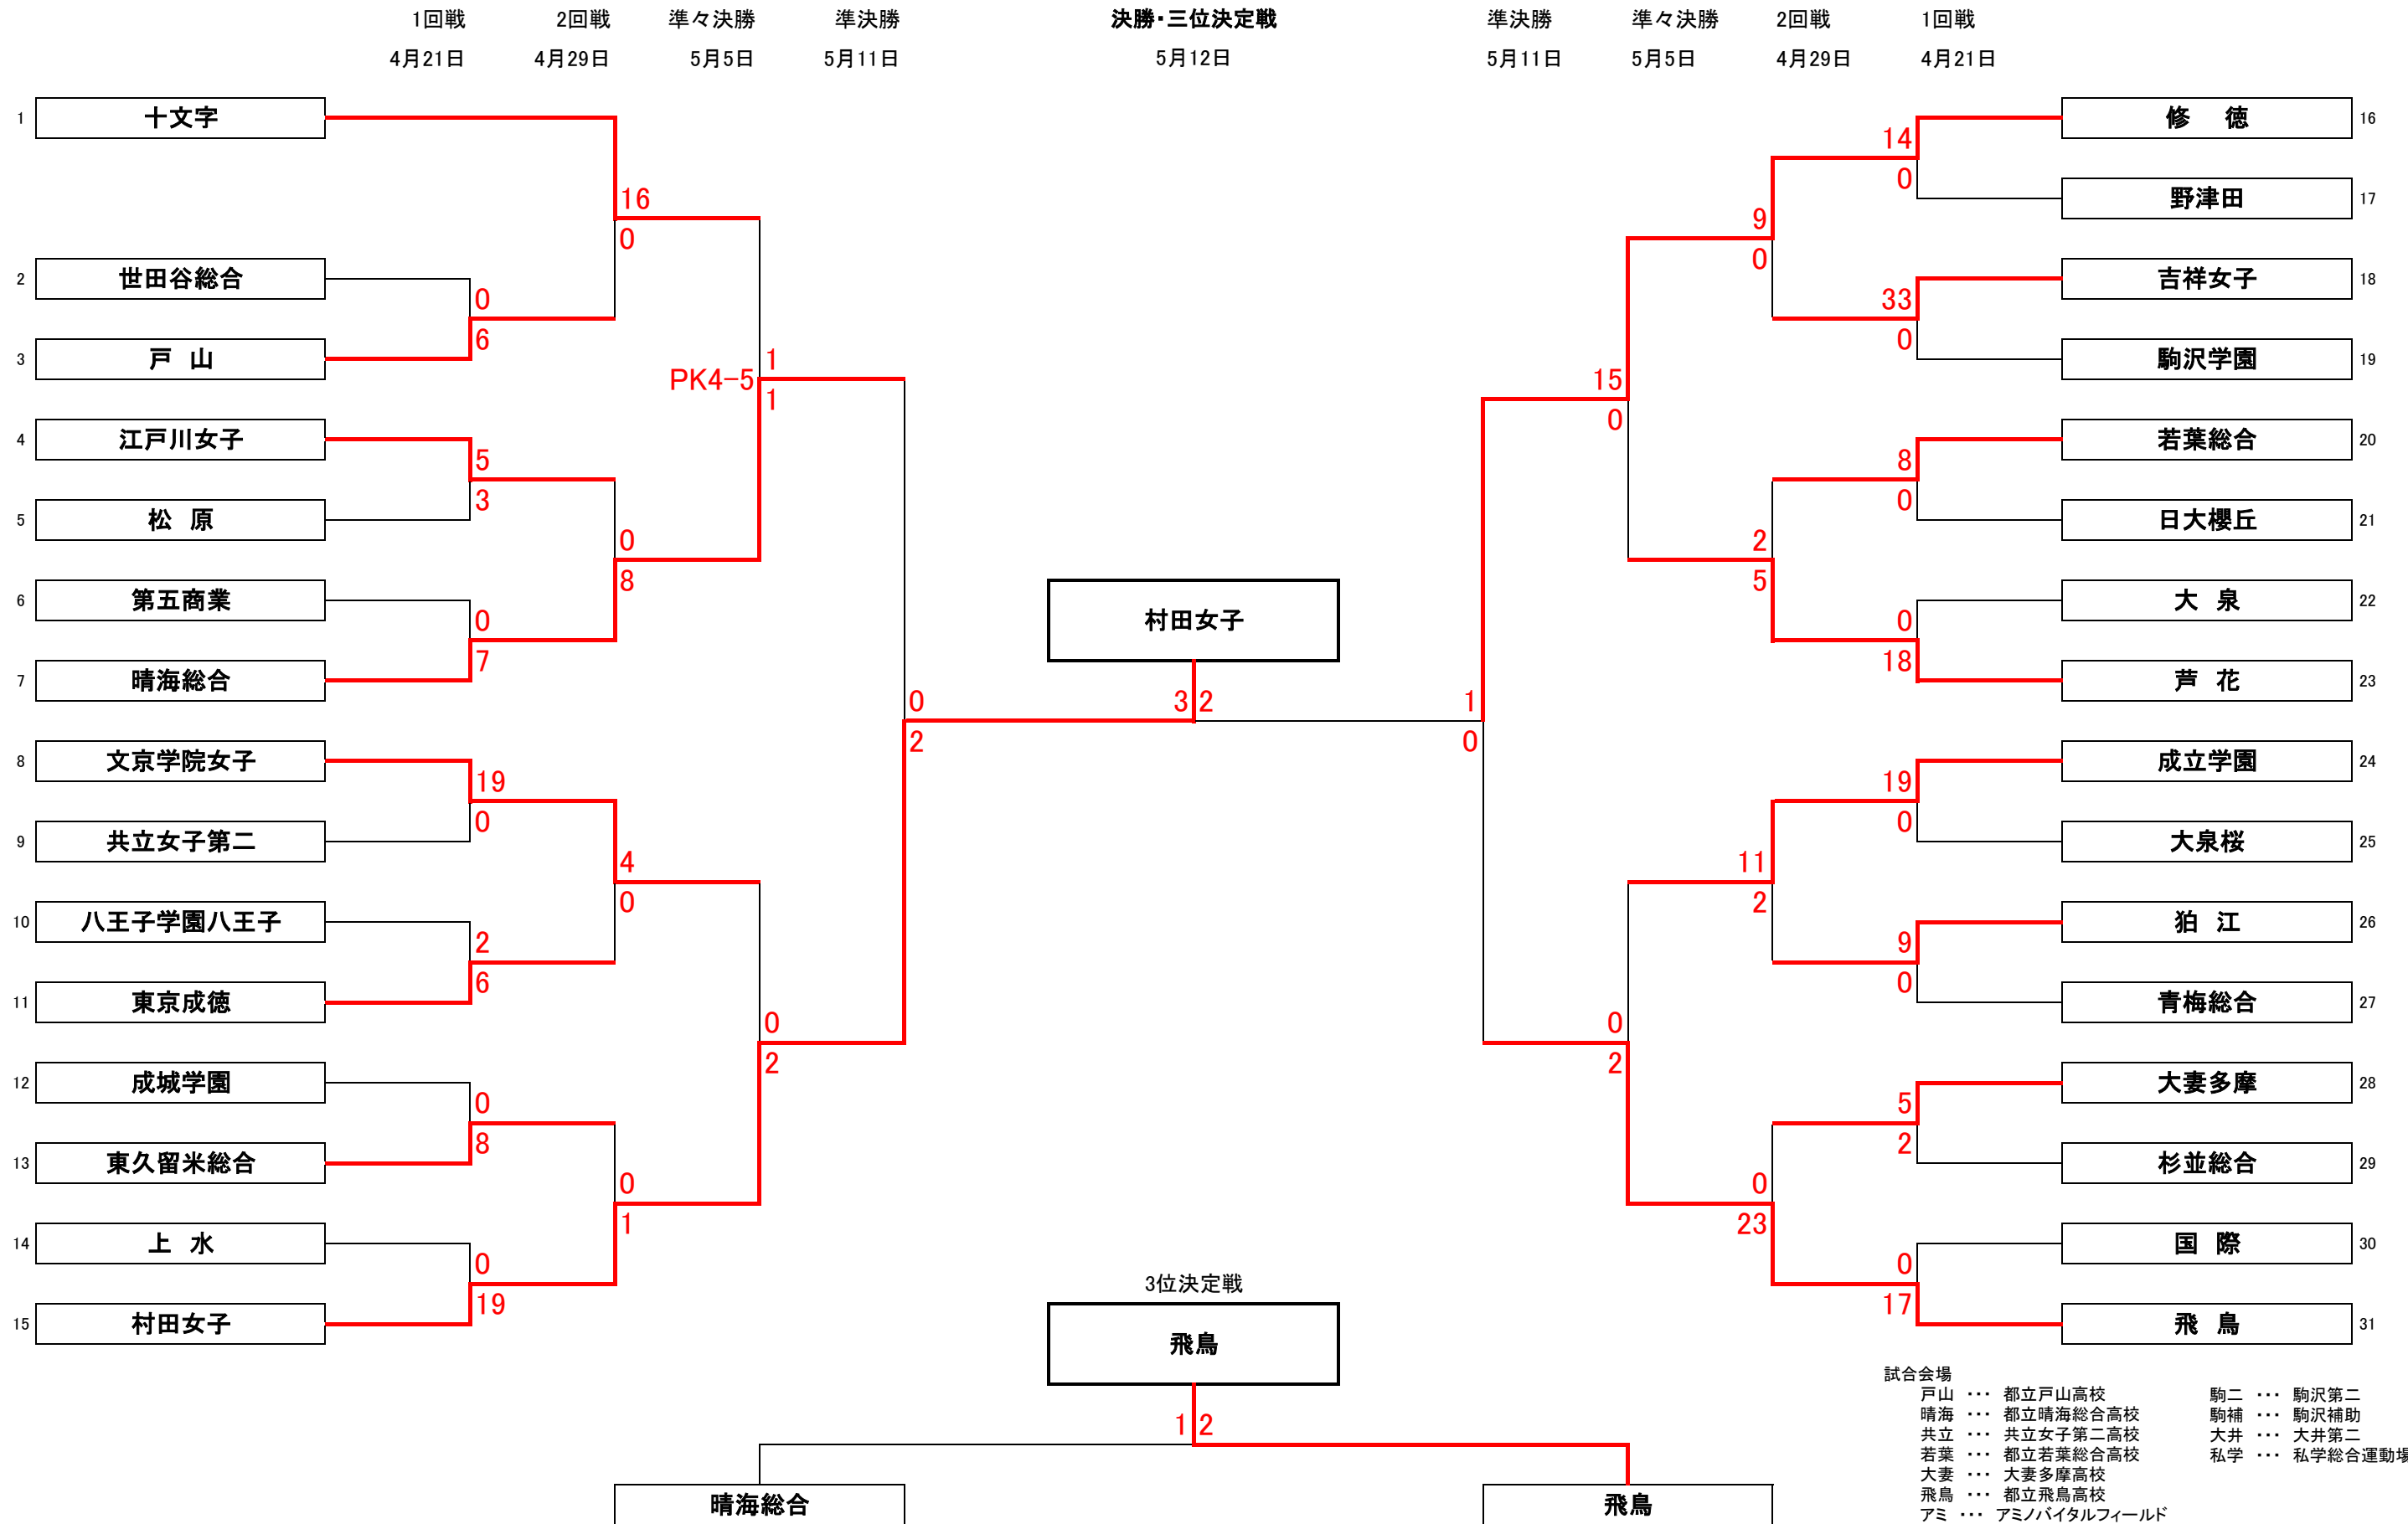 1回戦 2回戦 準々決勝 準決勝 決勝・三位決定戦 準決勝 準々決勝 2回戦 1回戦
4月21日 4月29日 5月5日 5月11日 5月12日 5月11日 5月5日 4月29日 4月21日
1 十文字
2 世田谷総合
3 戸 山
4 江戸川女子
5 松 原
6 第五商業
7 晴海総合
8 文京学院女子
9 共立女子第二
10 八王子学園八王子
11 東京成徳
12 成城学園
13 東久留米総合
14 上 水
15 村田女子
0
6
5
3
0
7
19
0
2
6
0
8
0
19
16
0
0
8
4
0
0
1
1
PK4-5
1
0
2
0
2
村田女子
3 2
1
0
15
0
0
2
9
0
2
5
11
2
0
23
14
0
33
0
8
0
0
18
19
0
9
0
5
2
0
17
修 徳 16
野津田 17
吉祥女子 18
駒沢学園 19
若葉総合 20
日大櫻丘 21
大 泉 22
芦 花 23
成立学園 24
大泉桜 25
狛 江 26
青梅総合 27
大妻多摩 28
杉並総合 29
国 際 30
飛 鳥 31
3位決定戦
飛鳥
1 2
晴海総合 飛鳥
試合会場
戸山 ・・・ 都立戸山高校 駒二 ・・・ 駒沢第二
晴海 ・・・ 都立晴海総合高校 駒補 ・・・ 駒沢補助
共立 ・・・ 共立女子第二高校 大井 ・・・ 大井第二
若葉 ・・・ 都立若葉総合高校 私学 ・・・ 私学総合運動場
大妻 ・・・ 大妻多摩高校
飛鳥 ・・・ 都立飛鳥高校
アミ ・・・ アミノバイタルフィールド